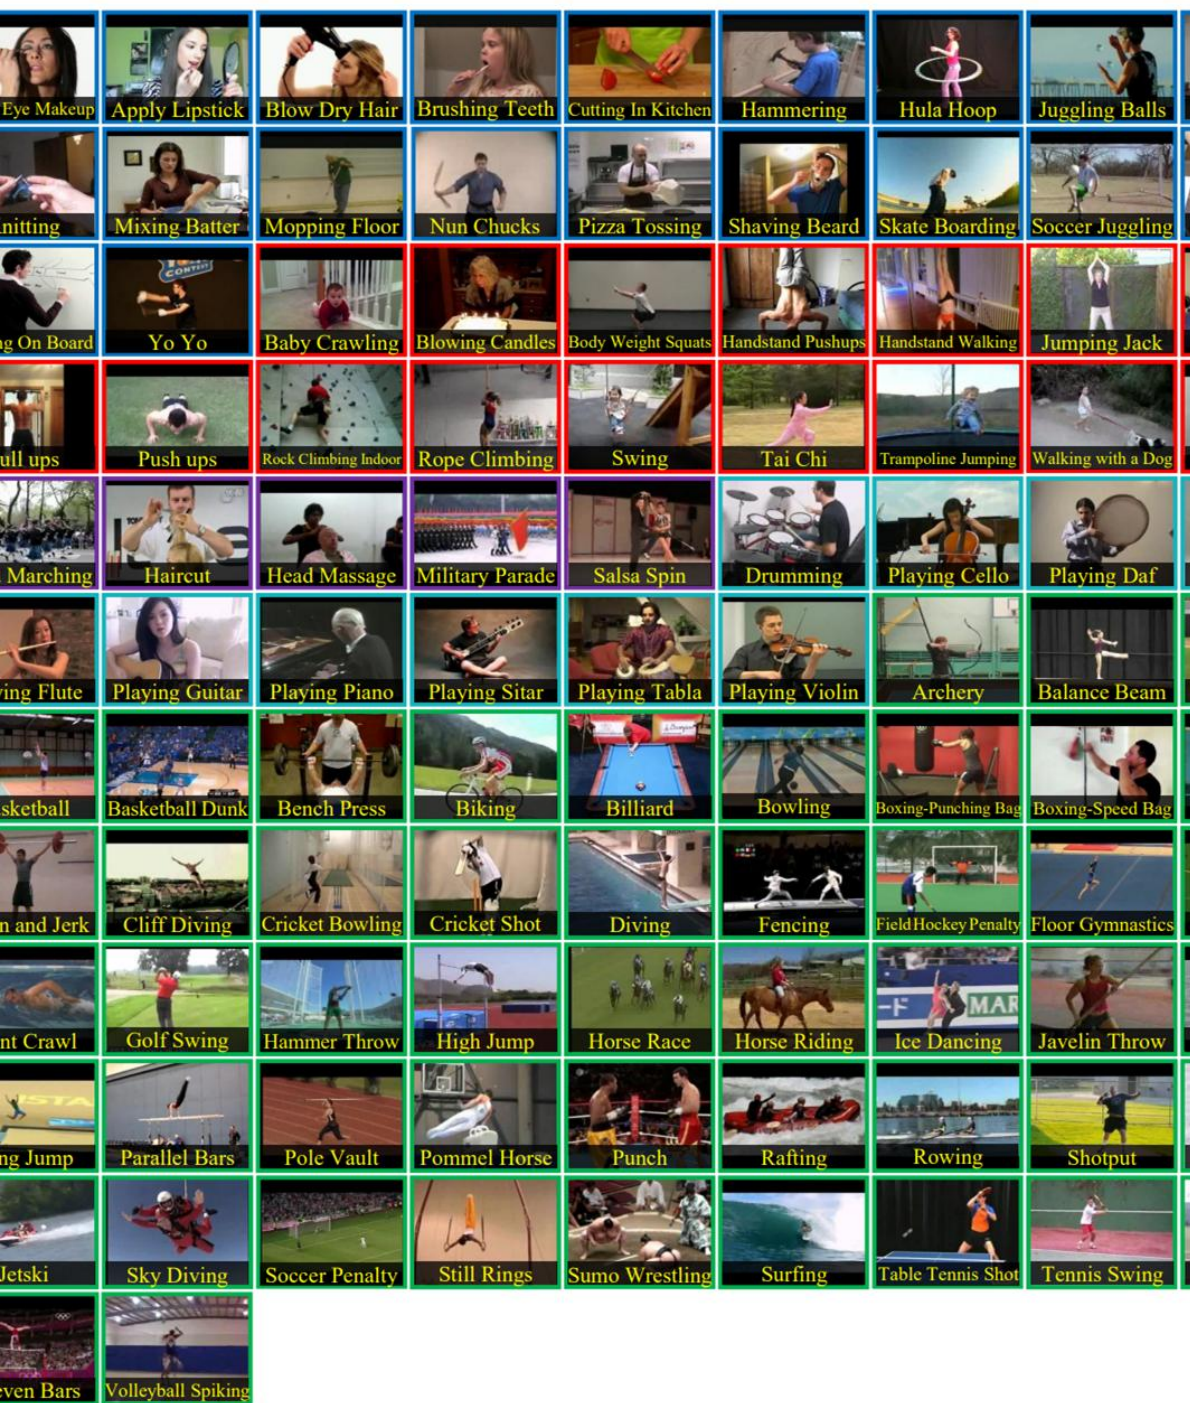 Eye Makeup
Apply Lipstick
Blow Dry Hair
Brushing Teeth
Cutting In Kitchen
Hammering
Hula Hoop
Juggling Balls
nitting
Mixing Batter
Mopping Floor
Nun Chucks
Pizza Tossing
Shaving Beard
Skate Boarding
Soccer Juggling
CONTEST
ng On Board
Yo Yo
Baby Crawling
Blowing Candles
Body Weight Squats
Handstand Pushups
Handstand Walking
Jumping Jack
ull ups
Push ups
Rock Climbing Indoor
Rope Climbing
Swing
Tai Chi
Trampoline Jumping
Walking with a Dog
Marching
Haircut
Head Massage
Military Parade
Salsa Spin
Drumming
Playing Cello
Playing Daf
ing Flute
Playing Guitar
Playing Piano
Playing Sitar
Playing Tabla
Playing Violin
Archery
Balance Beam
sketball
Basketball Dunk
Bench Press
Biking
Billiard
Bowling
Boxing-Punching Bag
Boxing-Speed Bag
n and Jerk
Cliff Diving
Cricket Bowling
Cricket Shot
Diving
Fencing
Field Hockey Penalty
Floor Gymnastics
MAR
nt Crawl
Golf Swing
Hammer Throw
High Jump
Horse Race
Horse Riding
Ice Dancing
Javelin Throw
ng Jump
Parallel Bars
Pole Vault
Pommel Horse
Punch
Rafting
Rowing
Shotput
Jetski
Sky Diving
Soccer Penalty
Still Rings
Sumo Wrestling
Surfing
Table Tennis Shot
Tennis Swing
even Bars
Volleyball Spiking